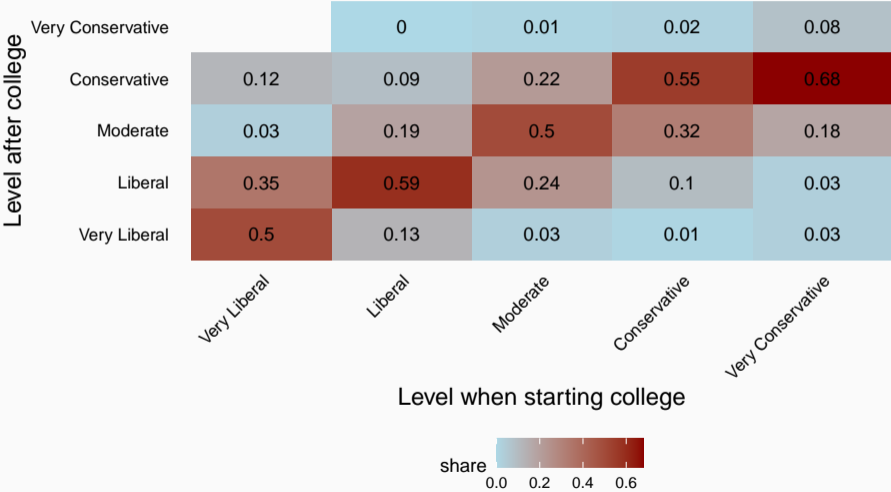 Level after college
Very Conservative 0 0.01 0.02 0.08
Conservative 0.12 0.09 0.22 0.55 0.68
Moderate 0.03 0.19 0.5 0.32 0.18
Liberal 0.35 0.59 0.24 0.1 0.03
Very Liberal 0.5 0.13 0.03 0.01 0.03
Very Liberal Liberal Moderate Conservative Very Conservative
Level when starting college
share 0.0 0.2 0.4 0.6